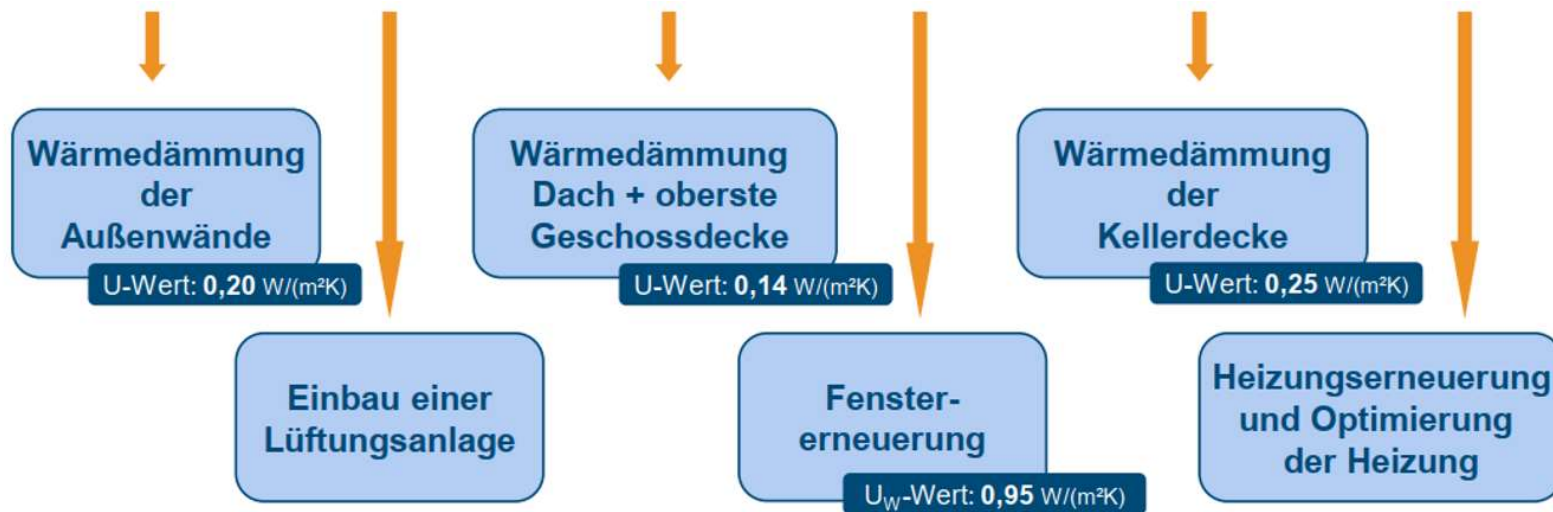 Wärmedämmung
der
Außenwände
U-Wert: 0,20 W/(m²K)
Wärmedämmung
Dach + oberste
Geschossdecke
U-Wert: 0,14 W/(m²K)
Wärmedämmung
der
Kellerdecke
U-Wert: 0,25 W/(m²K)
Einbau einer
Lüftungsanlage
Fenster-
erneuerung
U_W-Wert: 0,95 W/(m²K)
Heizungserneuerung
und Optimierung
der Heizung